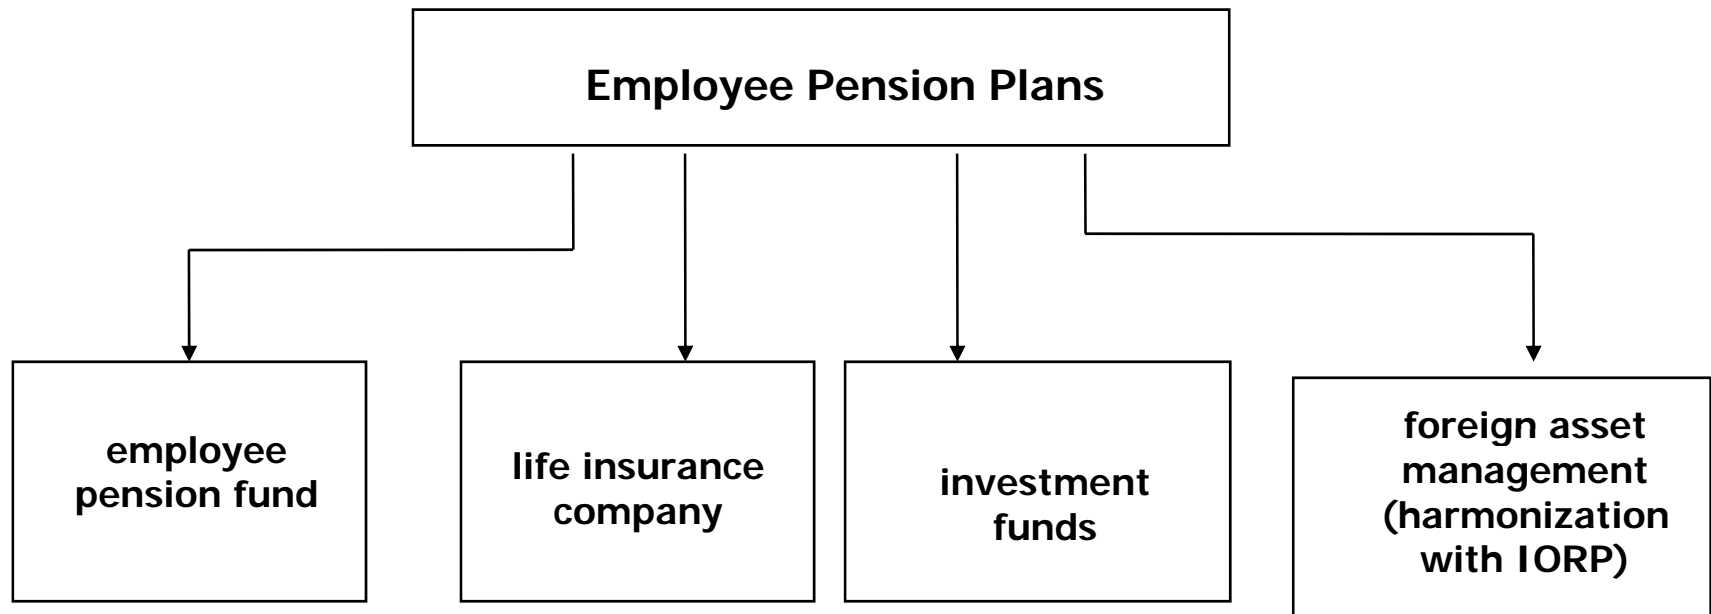 Employee Pension Plans
employee
pension fund
life insurance
company
investment
funds
foreign asset
management
(harmonization
with IORP)